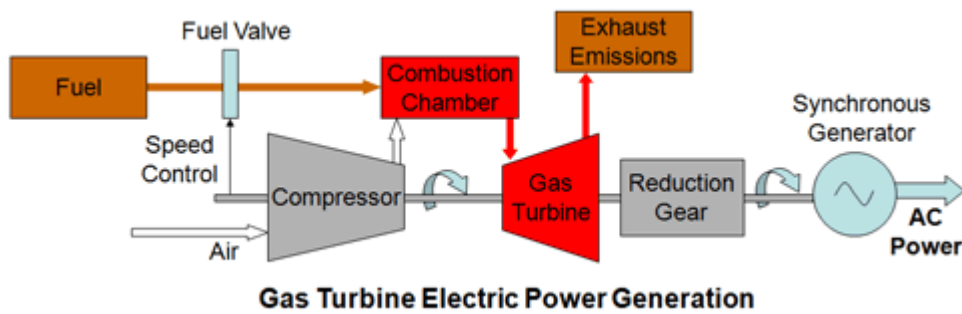 Fuel Valve
Fuel
Combustion
Chamber
Exhaust
Emissions
Synchronous
Generator
Speed
Control
Compressor
Gas
Turbine
Reduction
Gear
Air
AC
Power
Gas Turbine Electric Power Generation